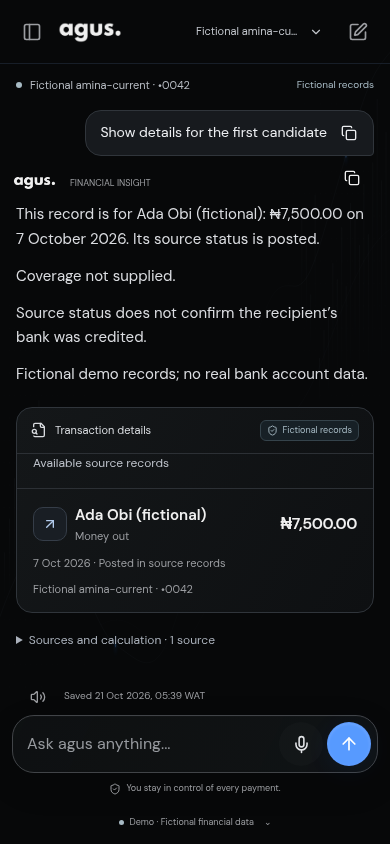 agus.
Fictional amina-cu...
Fictional amina-current · •0042
Fictional records
Show details for the first candidate
agus.
FINANCIAL INSIGHT
This record is for Ada Obi (fictional): ₦7,500.00 on
7 October 2026. Its source status is posted.
Coverage not supplied.
Source status does not confirm the recipient’s
bank was credited.
Fictional demo records; no real bank account data.
Transaction details
Fictional records
Available source records
Ada Obi (fictional)
₦7,500.00
Money out
7 Oct 2026 · Posted in source records
Fictional amina-current · •0042
Sources and calculation · 1 source
Saved 21 Oct 2026, 05:39 WAT
Ask agus anything...
You stay in control of every payment.
Demo · Fictional financial data